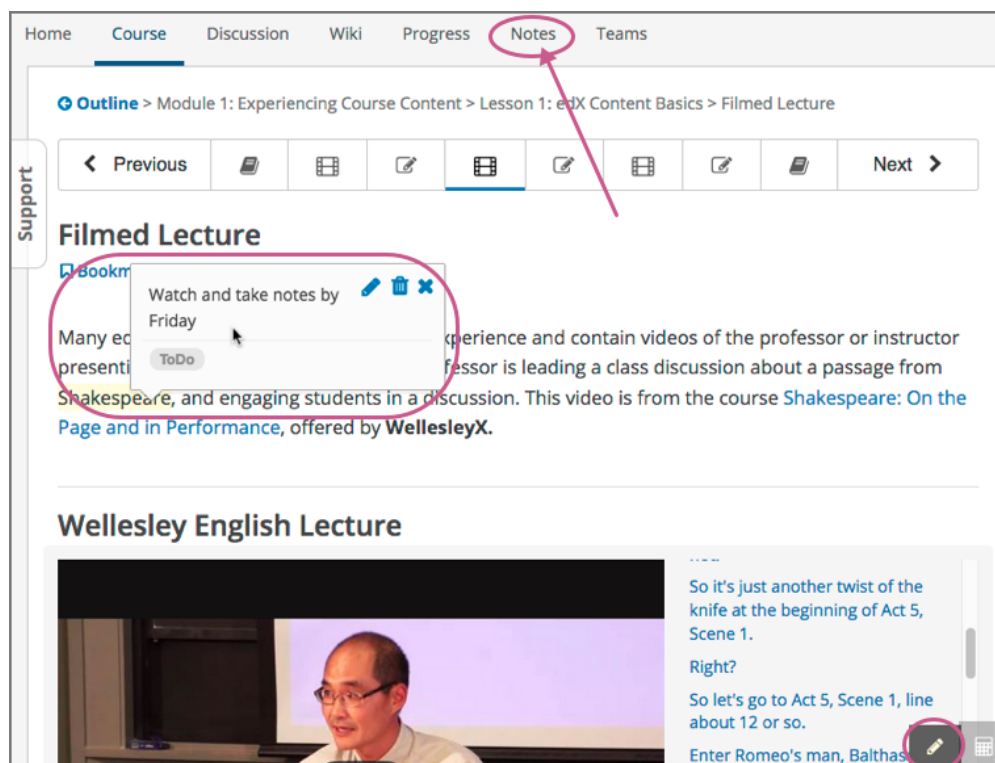 Home Course Discussion Wiki Progress Notes Teams
Outline > Module 1: Experiencing Course Content > Lesson 1: edX Content Basics > Filmed Lecture
Support
Previous Next
Filmed Lecture
Bookm
Watch and take notes by
Friday
ToDo
Many ed xperience and contain videos of the professor or instructor
presenti fessor is leading a class discussion about a passage from
Shakespeare, and engaging students in a discussion. This video is from the course Shakespeare: On the
Page and in Performance, offered by WellesleyX.
Wellesley English Lecture
So it's just another twist of the
knife at the beginning of Act 5,
Scene 1.
Right?
So let's go to Act 5, Scene 1, line
about 12 or so.
Enter Romeo's man, Balthas